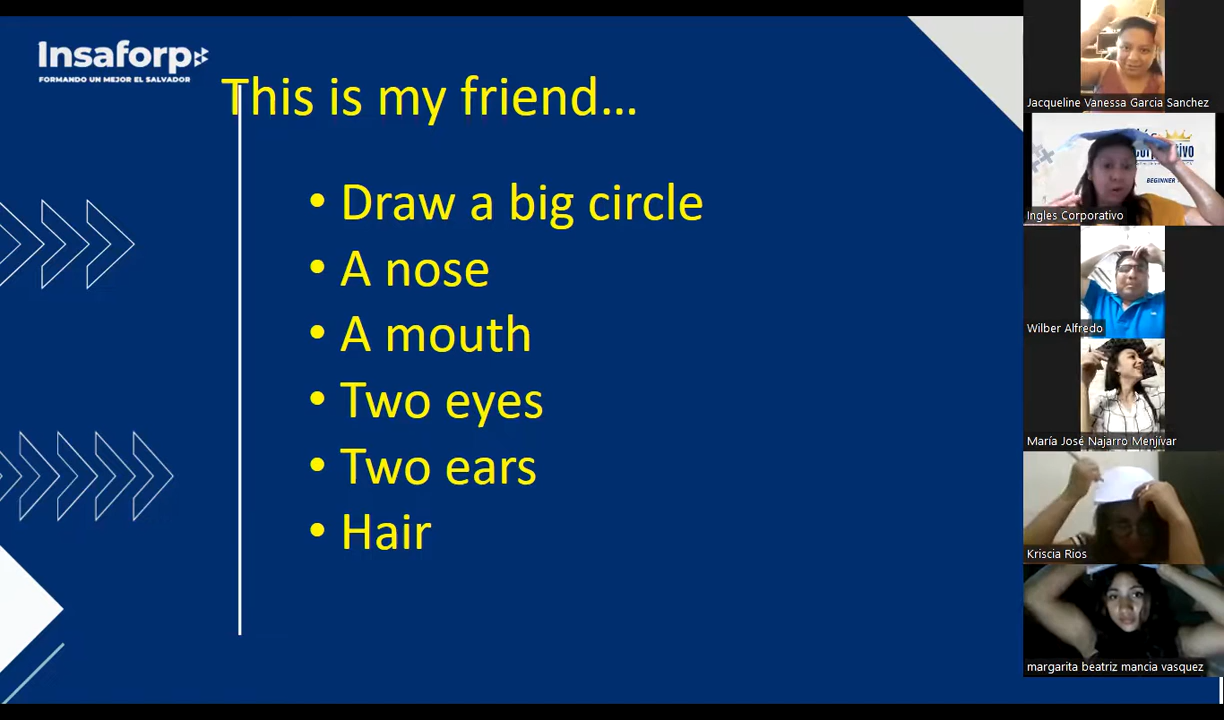 Insaforp
FORMANDO UN MEJOR EL SALVADOR
This is my friend...
• Draw a big circle
• A nose
• A mouth
• Two eyes
• Two ears
• Hair
Jacqueline Vanessa Garcia Sanchez
BEGINNER
Ingles Corporativo
Wilber Alfredo
María José Najarro Menjívar
Kriscia Rios
margarita beatriz mancia vasquez